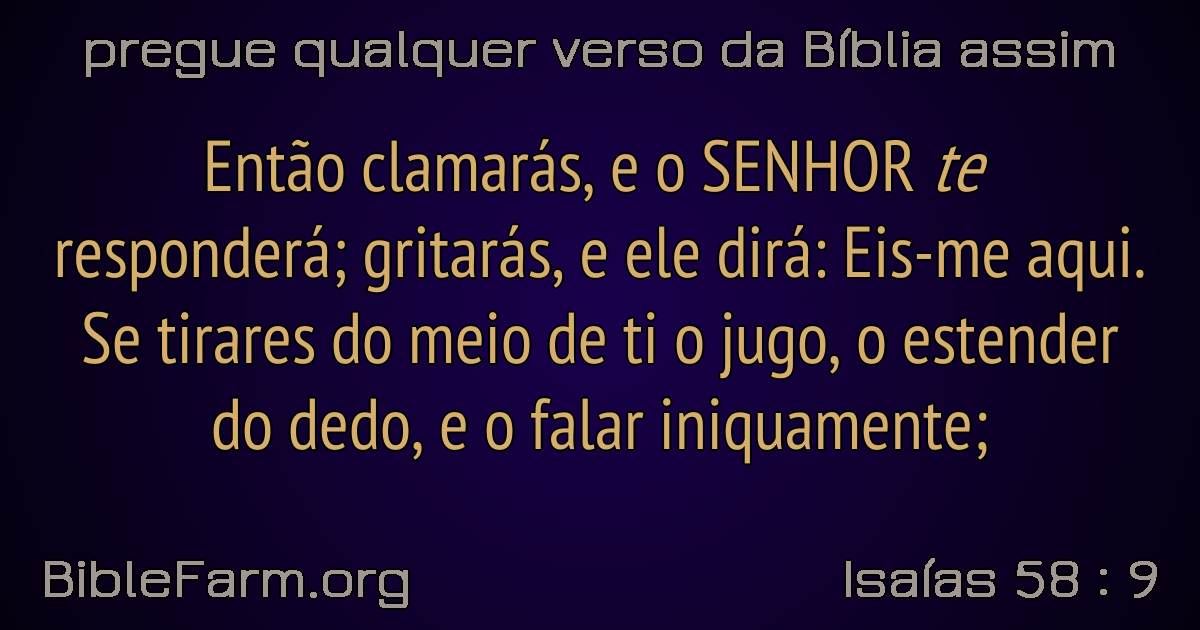 pregue qualquer verso da Bíblia assim
Então clamarás, e o SENHOR te
responderá; gritarás, e ele dirá: Eis-me aqui.
Se tirares do meio de ti o jugo, o estender
do dedo, e o falar iniquamente;
BibleFarm.org
Isaías 58 : 9